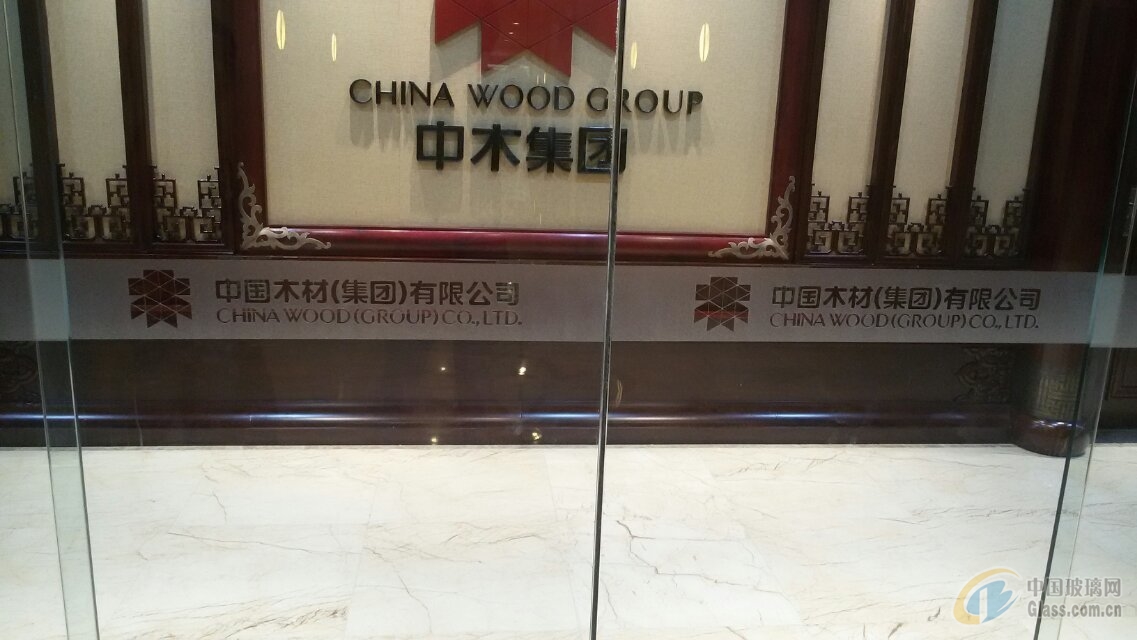 CHINA WOOD GROUP
中木集团
中国木材(集团)有限公司
CHINA WOOD(GROUP)CO.,LTD.
中国木材(集团)有限公司
CHINA WOOD(GROUP)CO.,LTD.
中国玻璃网
Glass.com.cn